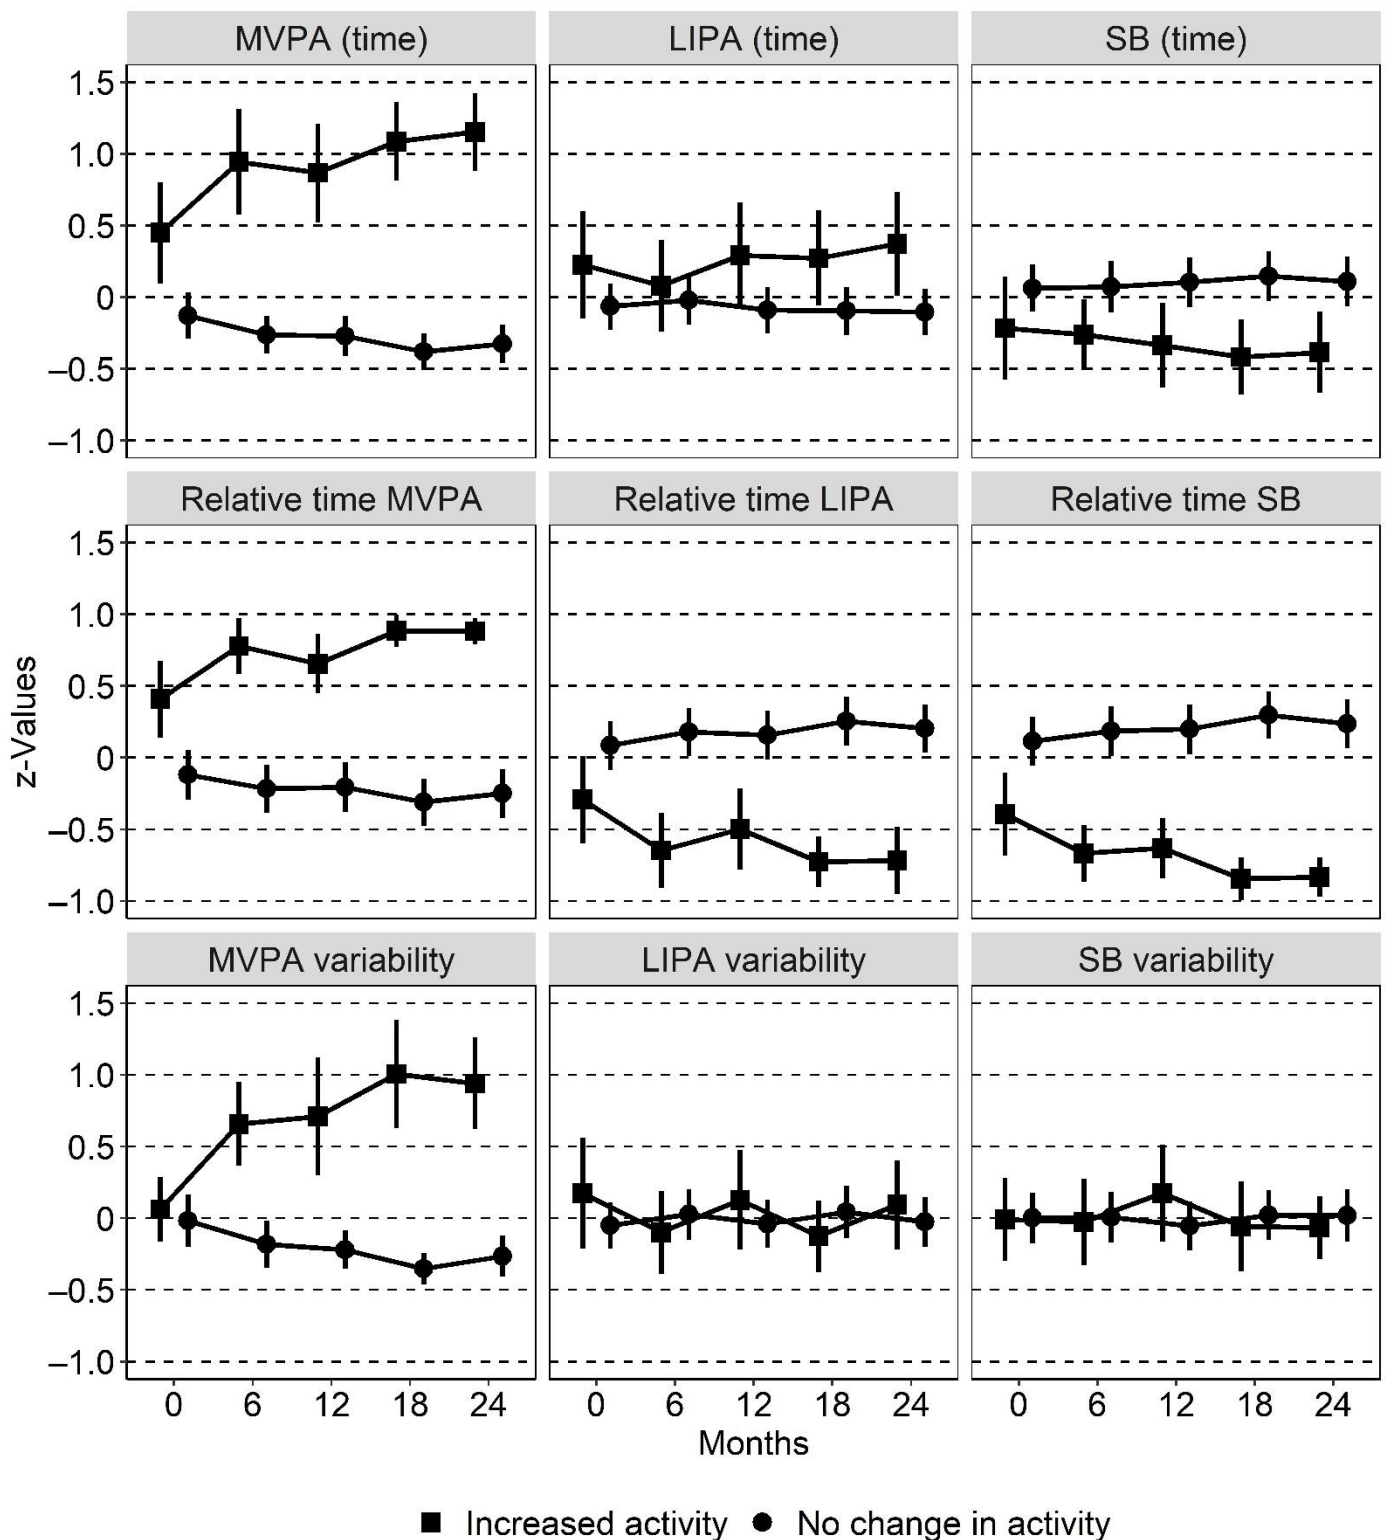 MVPA (time) LIPA (time) SB (time)
1.5
1.0
0.5
0
–0.5
–1.0
Relative time MVPA Relative time LIPA Relative time SB
1.5
1.0
0.5
0
–0.5
–1.0
z-Values
MVPA variability LIPA variability SB variability
1.5
1.0
0.5
0
–0.5
–1.0
0 6 12 18 24 0 6 12 18 24 0 6 12 18 24
Months
Increased activity No change in activity